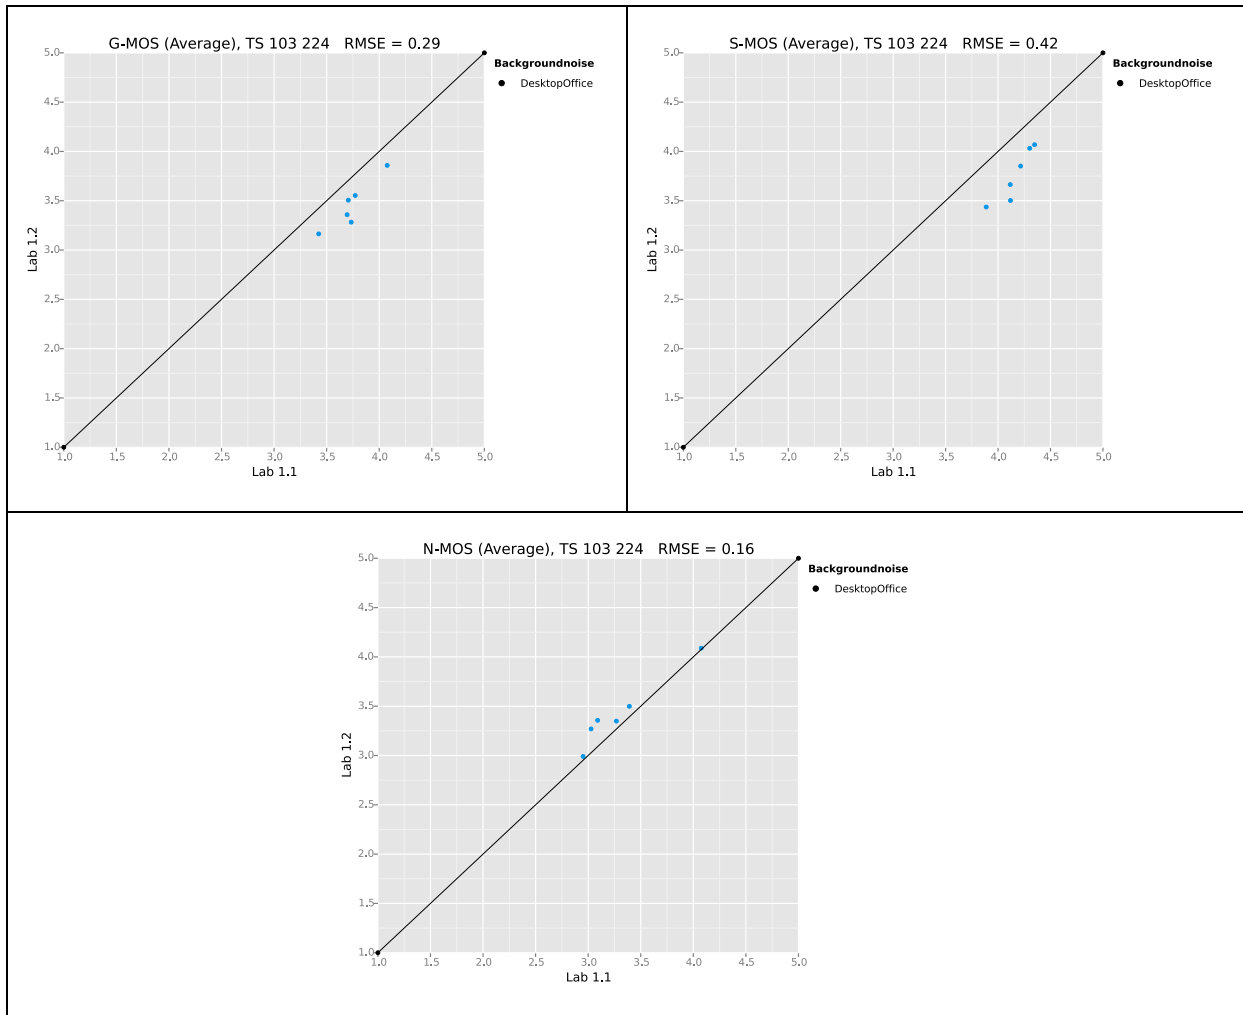 G-MOS (Average), TS 103 224   RMSE = 0.29
5.0
4.5
4.0
3.5
3.0
2.5
2.0
1.5
1.0
Lab 1.2
1.0 1.5 2.0 2.5 3.0 3.5 4.0 4.5 5.0
Lab 1.1
Backgroundnoise
DesktopOffice
S-MOS (Average), TS 103 224   RMSE = 0.42
5.0
4.5
4.0
3.5
3.0
2.5
2.0
1.5
1.0
Lab 1.2
1.0 1.5 2.0 2.5 3.0 3.5 4.0 4.5 5.0
Lab 1.1
Backgroundnoise
DesktopOffice
N-MOS (Average), TS 103 224   RMSE = 0.16
5.0
4.5
4.0
3.5
3.0
2.5
2.0
1.5
1.0
Lab 1.2
1.0 1.5 2.0 2.5 3.0 3.5 4.0 4.5 5.0
Lab 1.1
Backgroundnoise
DesktopOffice